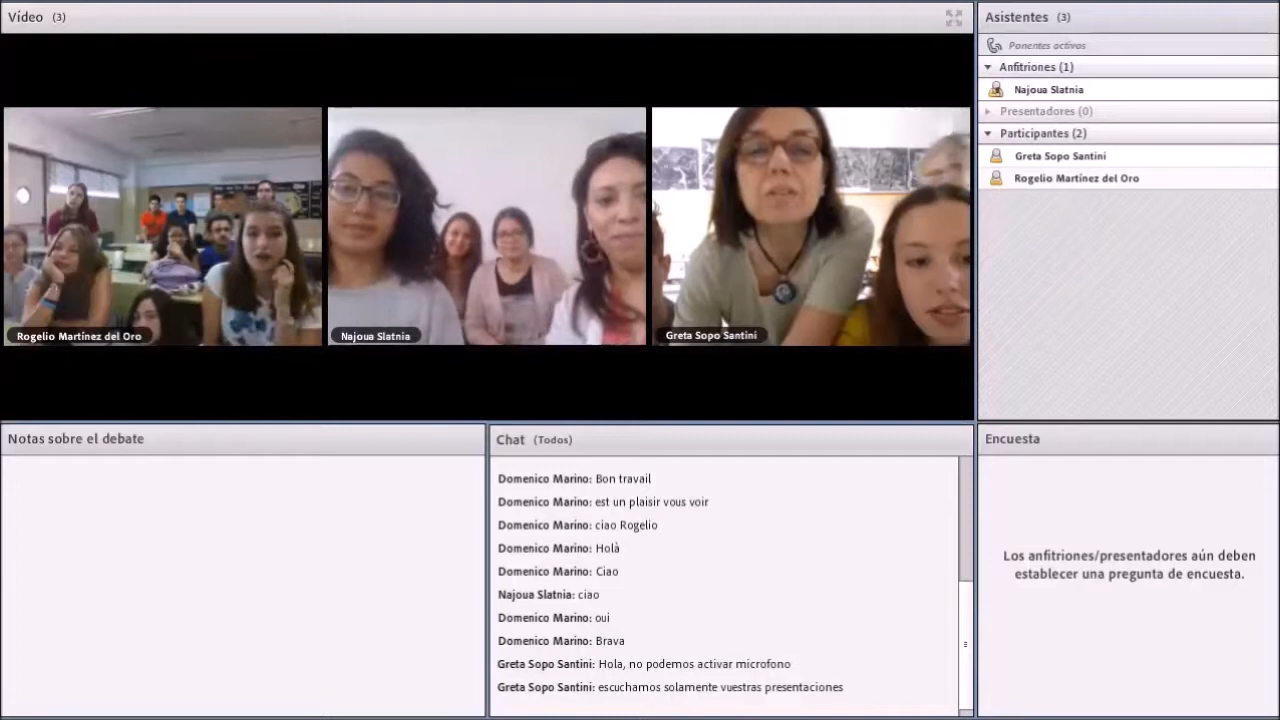 Vídeo (3)
Rogelio Martínez del Oro
Najoua Slatnia
Greta Sopo Santini
Asistentes (3)
Ponentes activos
Anfitriones (1)
Najoua Slatnia
Presentadores (0)
Participantes (2)
Greta Sopo Santini
Rogelio Martínez del Oro
Notas sobre el debate
Chat (Todos)
Domenico Marino: Bon travail
Domenico Marino: est un plaisir vous voir
Domenico Marino: ciao Rogelio
Domenico Marino: Holà
Domenico Marino: Ciao
Najoua Slatnia: ciao
Domenico Marino: oui
Domenico Marino: Brava
Greta Sopo Santini: Hola, no podemos activar microfono
Greta Sopo Santini: escuchamos solamente vuestras presentaciones
Encuesta
Los anfitriones/presentadores aún deben
establecer una pregunta de encuesta.